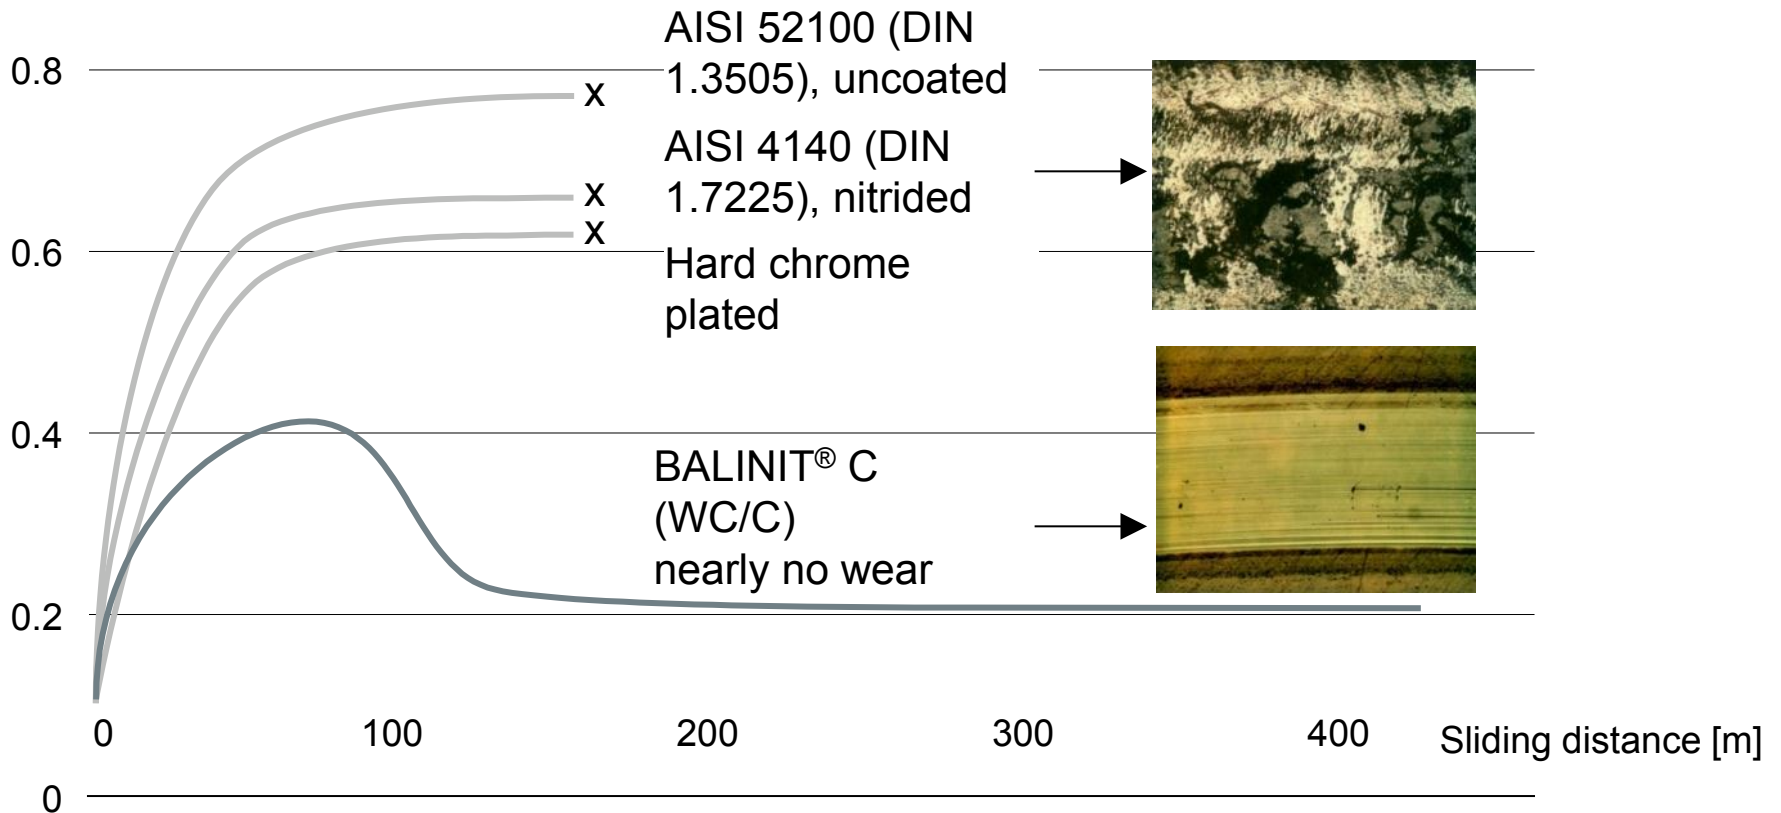 AISI 52100 (DIN
1.3505), uncoated
0.8
x
AISI 4140 (DIN
1.7225), nitrided
x
x
0.6
Hard chrome
plated
0.4
BALINIT® C
(WC/C)
nearly no wear
0.2
0 100 200 300 400 Sliding distance [m]
0